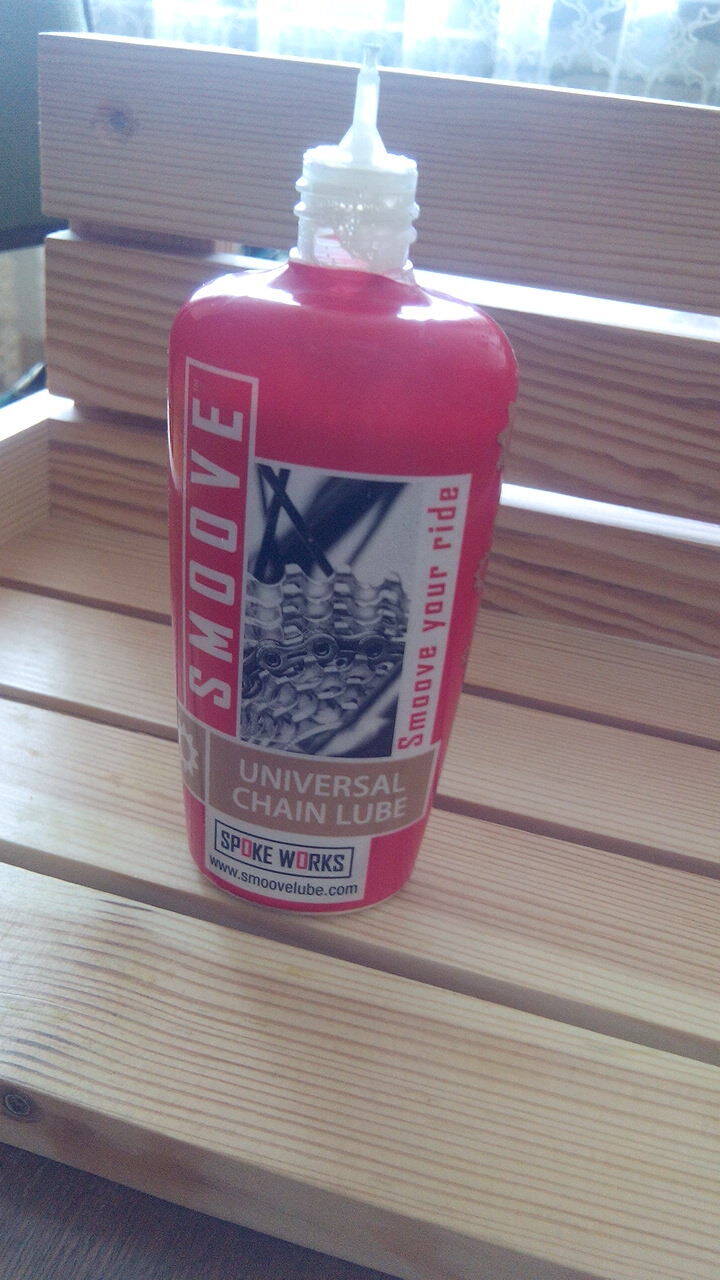 SMOOVE
Smoove your ride
UNIVERSAL
CHAIN LUBE
SPOKE WORKS
www.smoovelube.com